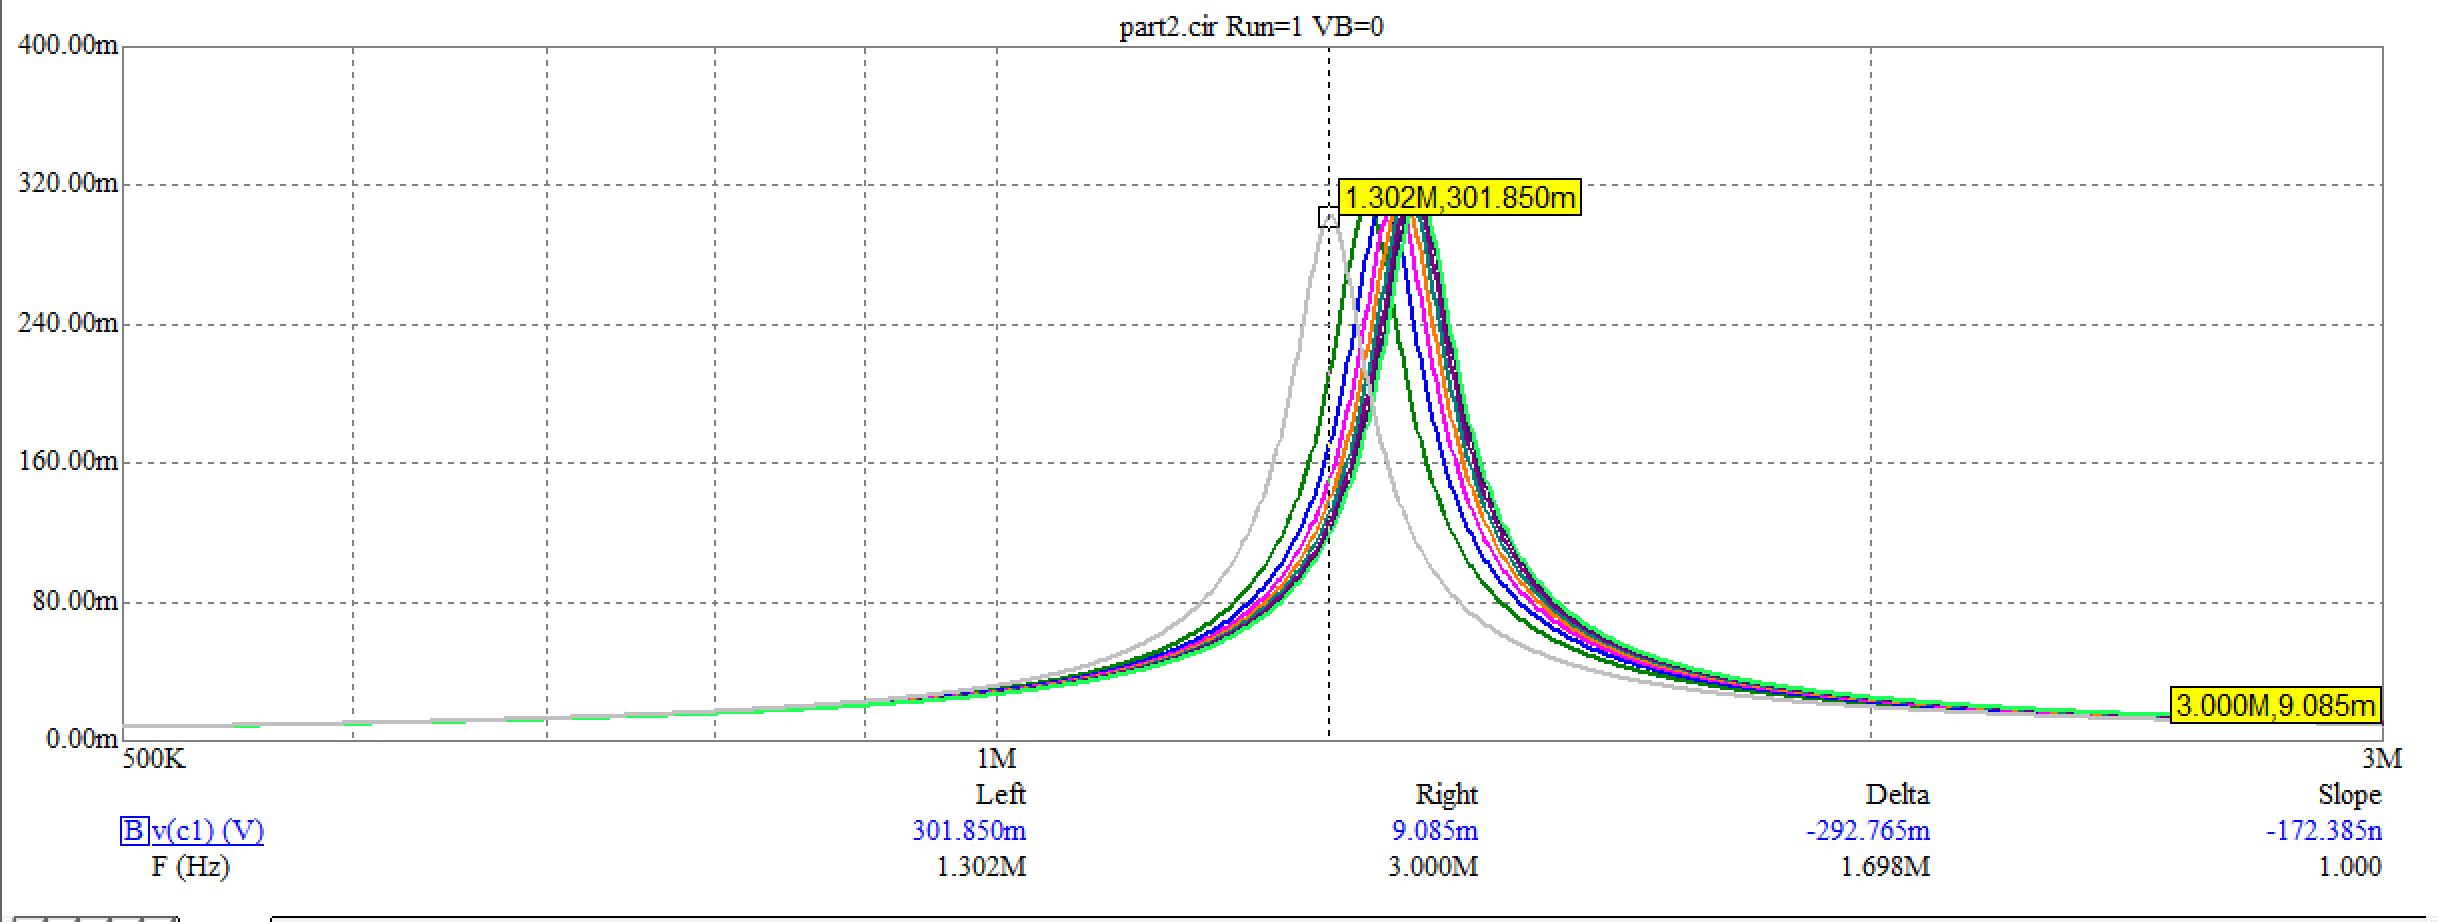 part2.cir Run=1 VB=0
400.00m
320.00m
1.302M,301.850m
240.00m
160.00m
80.00m
3.000M,9.085m
0.00m
500K 1M 3M
Left Right Delta Slope
B v(c1) (V) 301.850m 9.085m -292.765m -172.385n
F (Hz) 1.302M 3.000M 1.698M 1.000